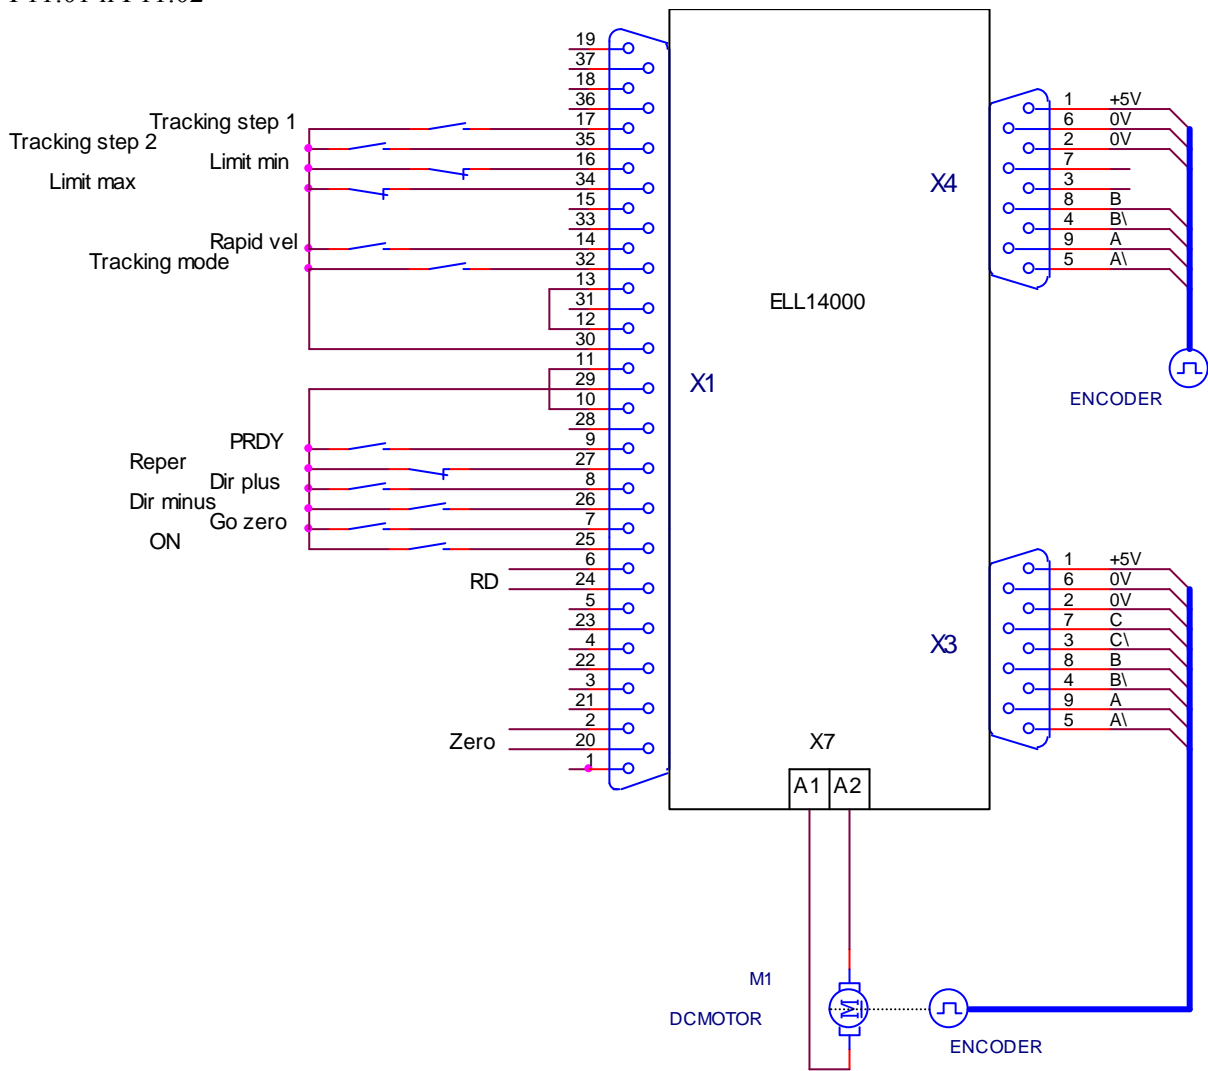 19
37
18
36
Tracking step 1 17
Tracking step 2 35
Limit min 16
Limit max 34
15
33
Rapid vel 14
Tracking mode 32
13
31
12
30
11
29
10
28
PRDY 9
Reper 27
Dir plus 8
Dir minus 26
Go zero 7
ON 25
6
RD 24
5
23
4
22
3
21
2
Zero 20
1
X1
ELL14000
X4
1 +5V
6 0V
2 0V
7
3
8 B
4 B\
9 A
5 A\
ENCODER
X3
1 +5V
6 0V
2 0V
7 C
3 C\
8 B
4 B\
9 A
5 A\
X7
A1 A2
M1
M
DCMOTOR
ENCODER